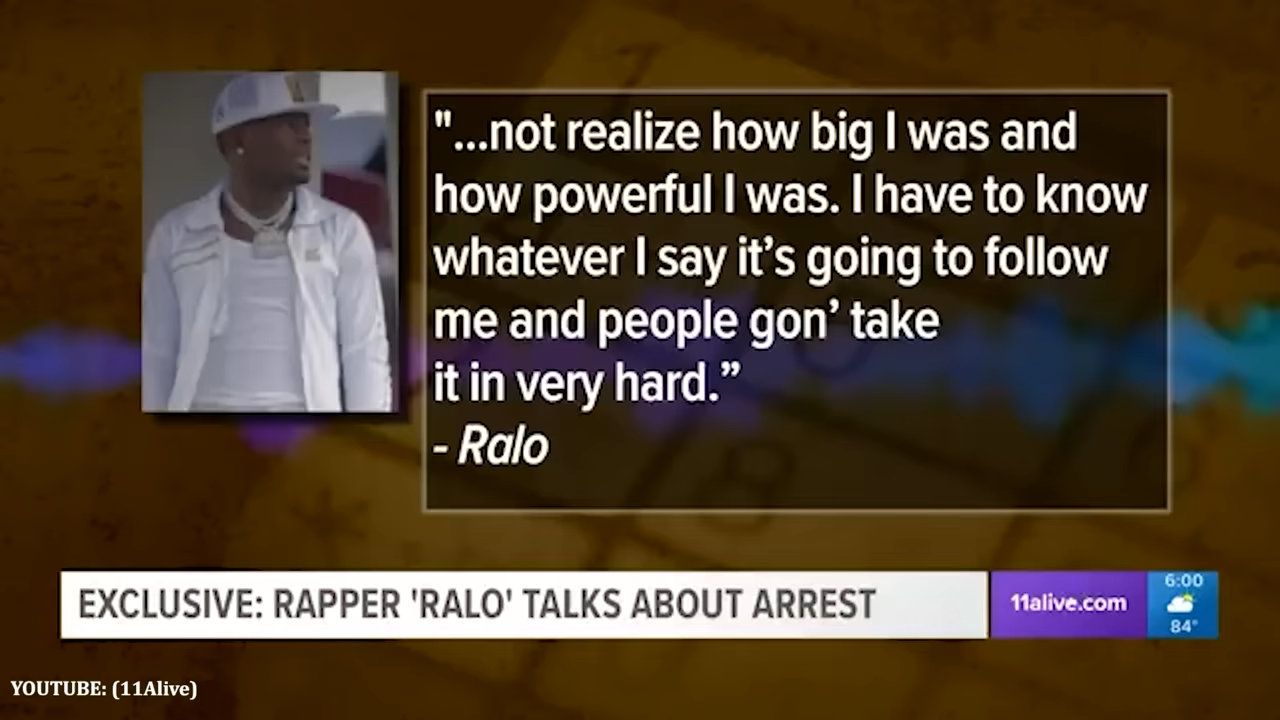 "...not realize how big I was and
how powerful I was. I have to know
whatever I say it’s going to follow
me and people gon’ take
it in very hard.”
- Ralo
EXCLUSIVE: RAPPER 'RALO' TALKS ABOUT ARREST
11alive.com
6:00
84°
YOUTUBE: (11Alive)